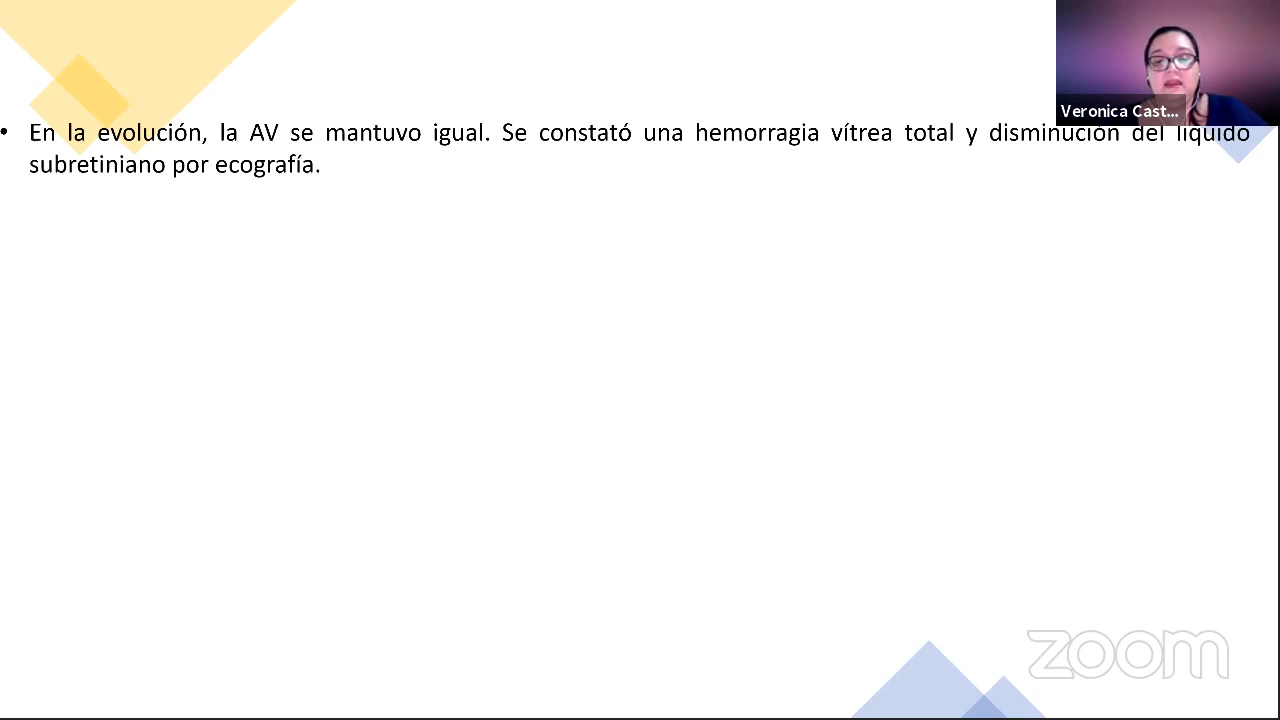 Veronica Cast...
• En la evolución, la AV se mantuvo igual. Se constató una hemorragia vítrea total y disminución del líquido
subretiniano por ecografía.
zoom